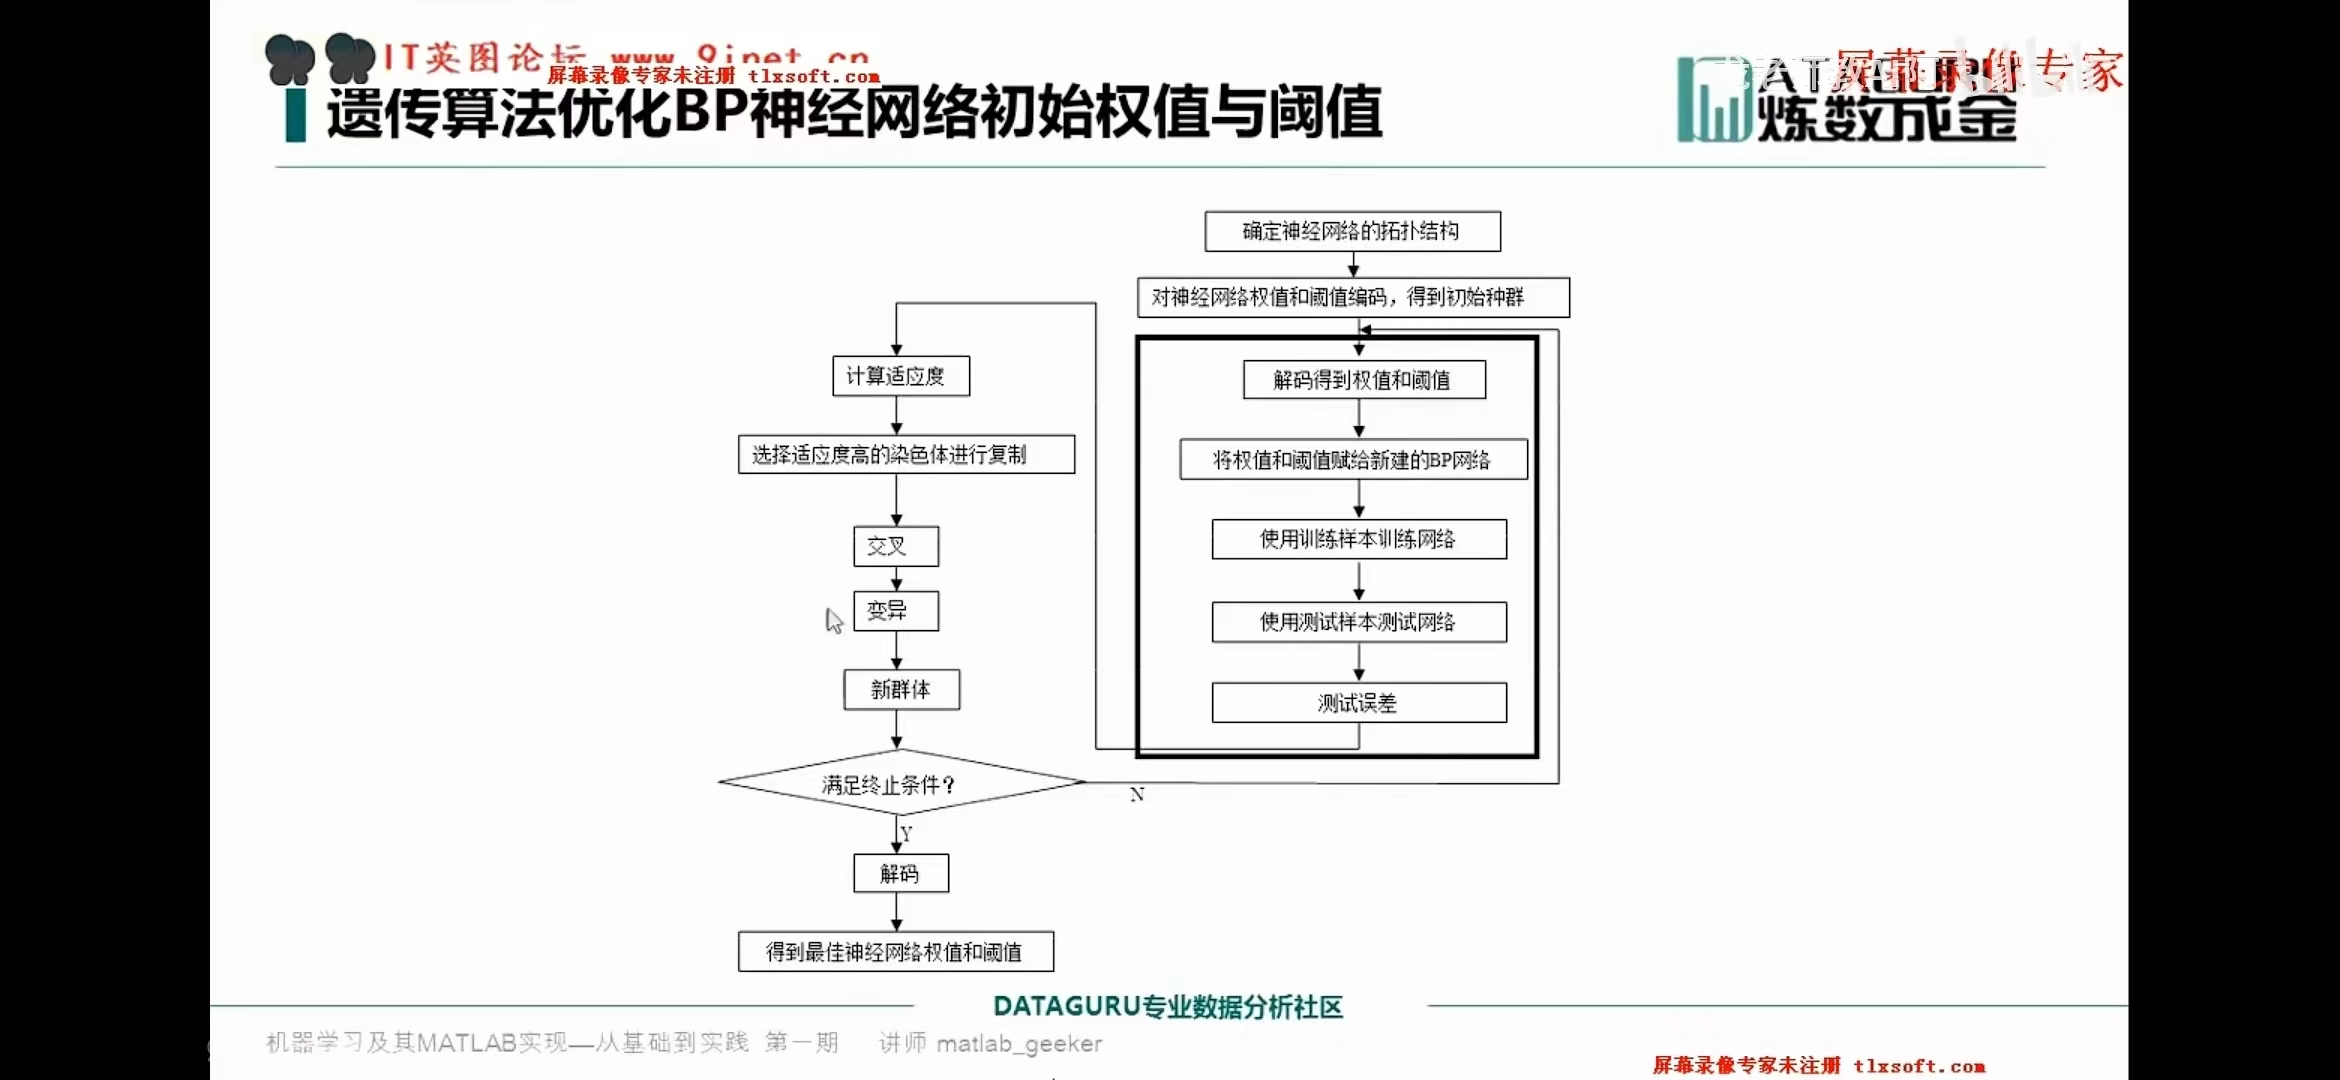 IT英图论坛 www.9inet.cn
屏幕录像专家未注册 tlxsoft.com
屏幕录像专家
遗传算法优化BP神经网络初始权值与阈值
炼数成金
确定神经网络的拓扑结构
对神经网络权值和阈值编码，得到初始种群
解码得到权值和阈值
将权值和阈值赋给新建的BP网络
使用训练样本训练网络
使用测试样本测试网络
测试误差
计算适应度
选择适应度高的染色体进行复制
交叉
变异
新群体
满足终止条件？
N
Y
解码
得到最佳神经网络权值和阈值
DATAGURU专业数据分析社区
机器学习及其MATLAB实现—从基础到实践 第一期 讲师 matlab_geeker
屏幕录像专家未注册 tlxsoft.com